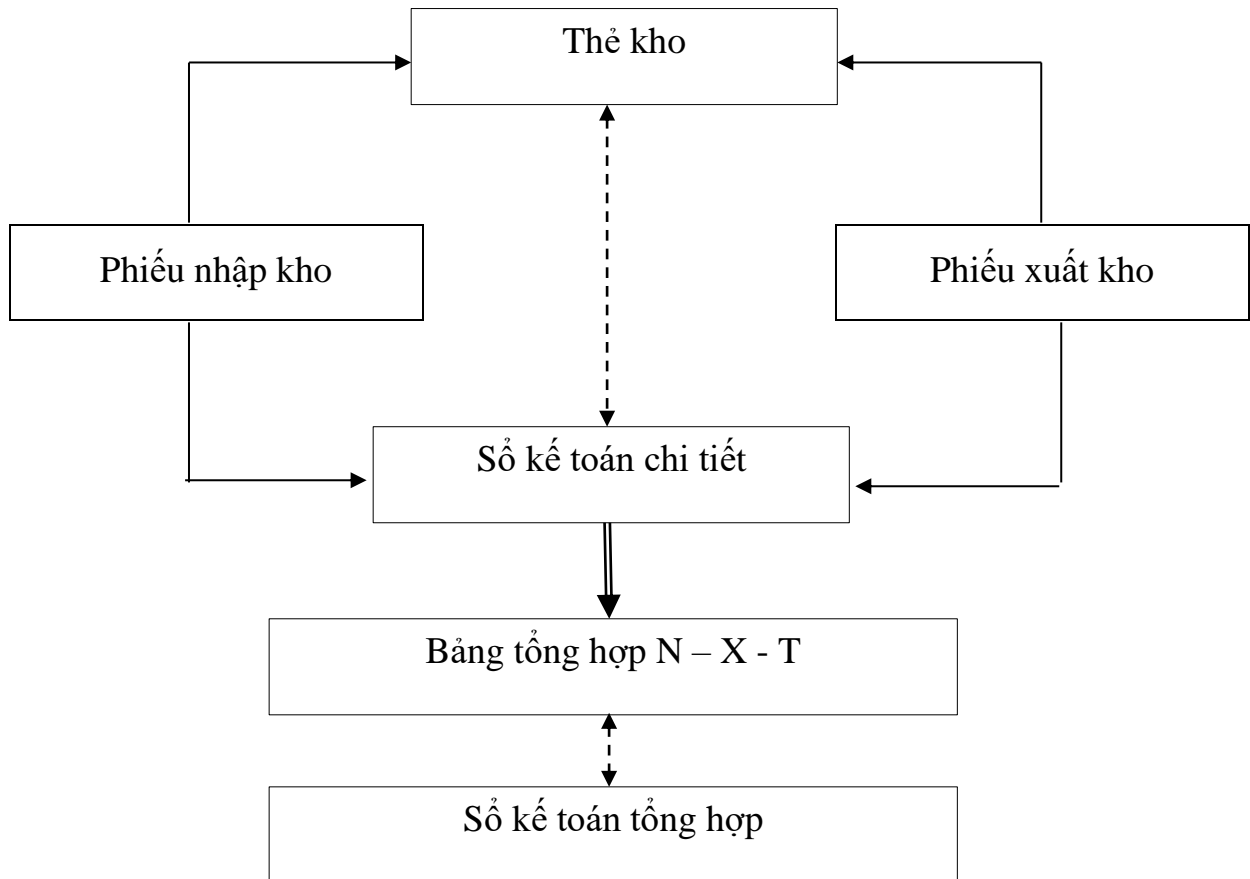 Thẻ kho
Phiếu nhập kho
Phiếu xuất kho
Sổ kế toán chi tiết
Bảng tổng hợp N – X - T
Sổ kế toán tổng hợp